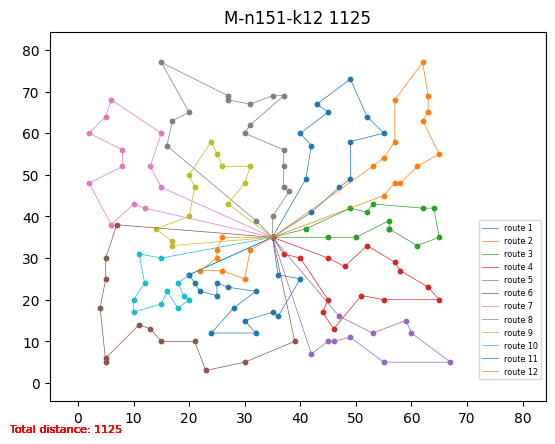 M-n151-k12 1125
80
70
60
50
40
30
20
10
0
0 10 20 30 40 50 60 70 80
route 1
route 2
route 3
route 4
route 5
route 6
route 7
route 8
route 9
route 10
route 11
route 12
Total distance: 1125